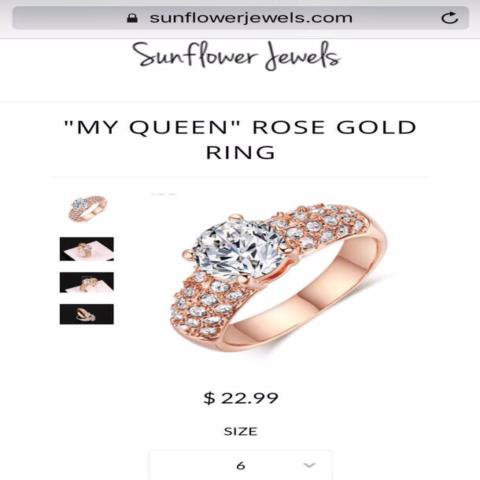 sunflowerjewels.com
Sunflower Jewels
"MY QUEEN" ROSE GOLD
RING
$ 22.99
SIZE
6